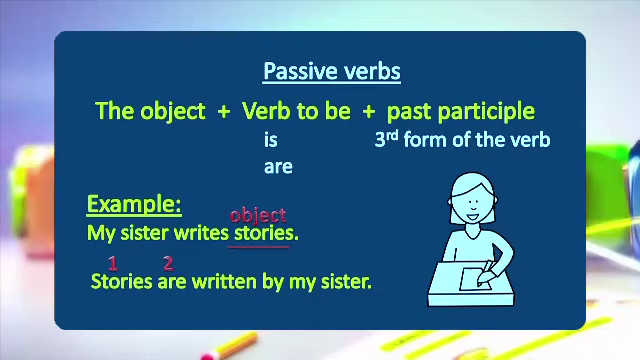 Passive verbs
The object + Verb to be + past participle
is 3rd form of the verb
are
Example:
object
My sister writes stories.
1 2
Stories are written by my sister.